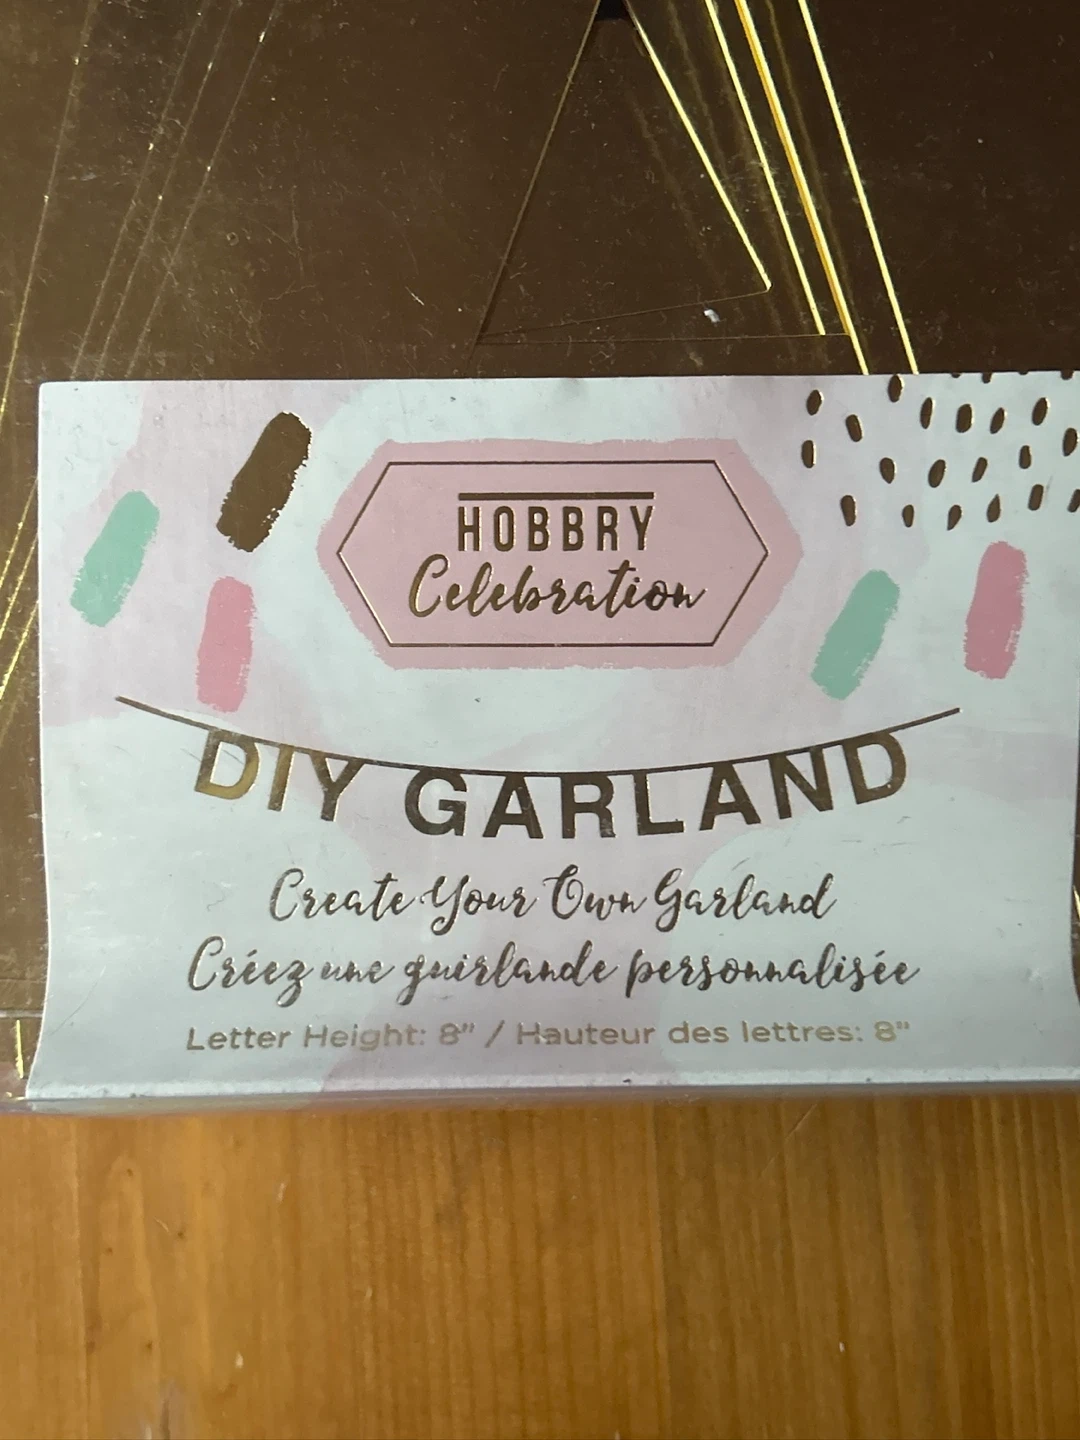 HOBBRY
Celebration
DIY GARLAND
Create Your Own Garland
Créez une guirlande personnalisée
Letter Height: 8" / Hauteur des lettres: 8"